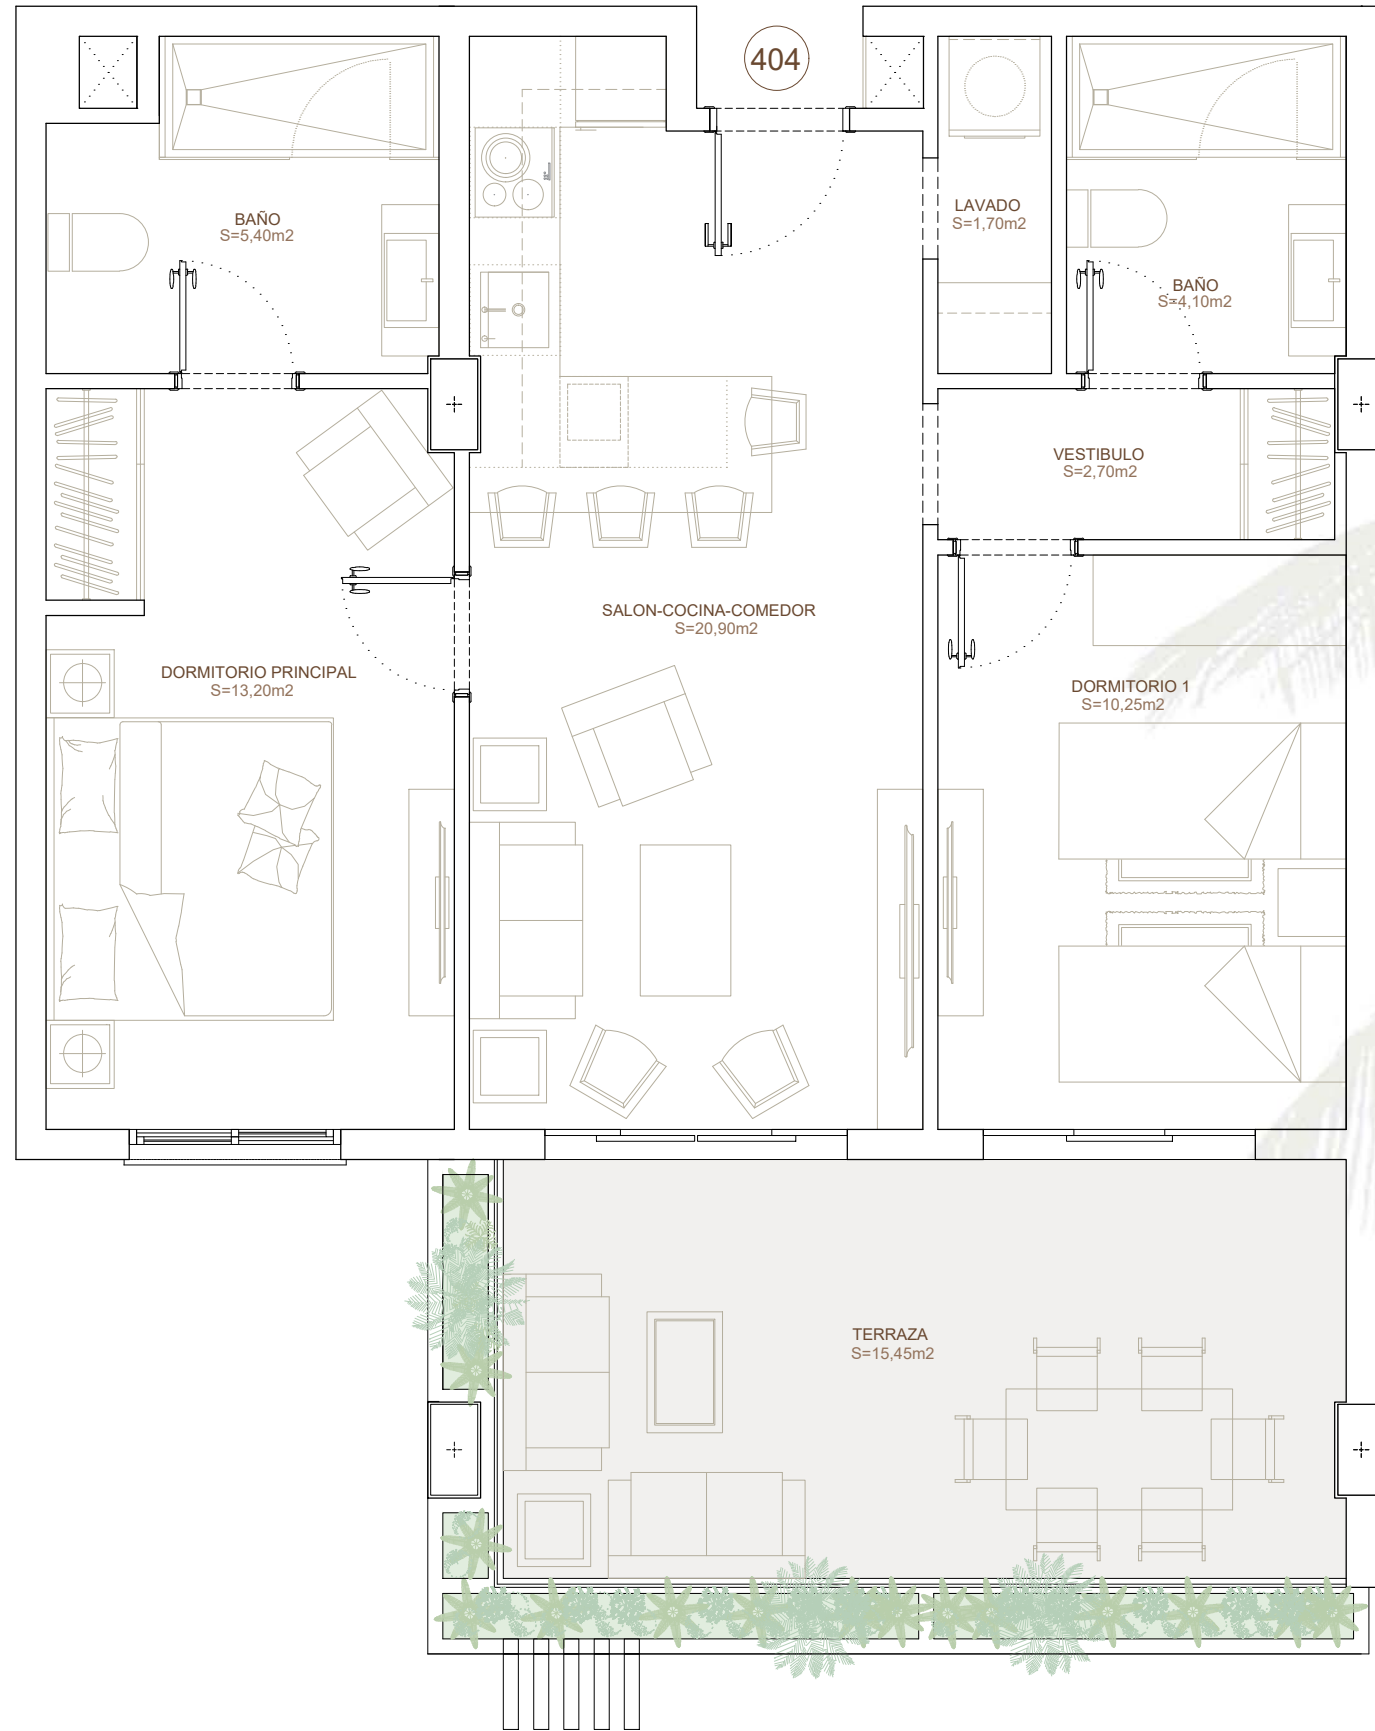 404
BAÑO
S=5,40m2
LAVADO
S=1,70m2
BAÑO
S=4,10m2
VESTIBULO
S=2,70m2
SALON-COCINA-COMEDOR
S=20,90m2
DORMITORIO PRINCIPAL
S=13,20m2
DORMITORIO 1
S=10,25m2
TERRAZA
S=15,45m2